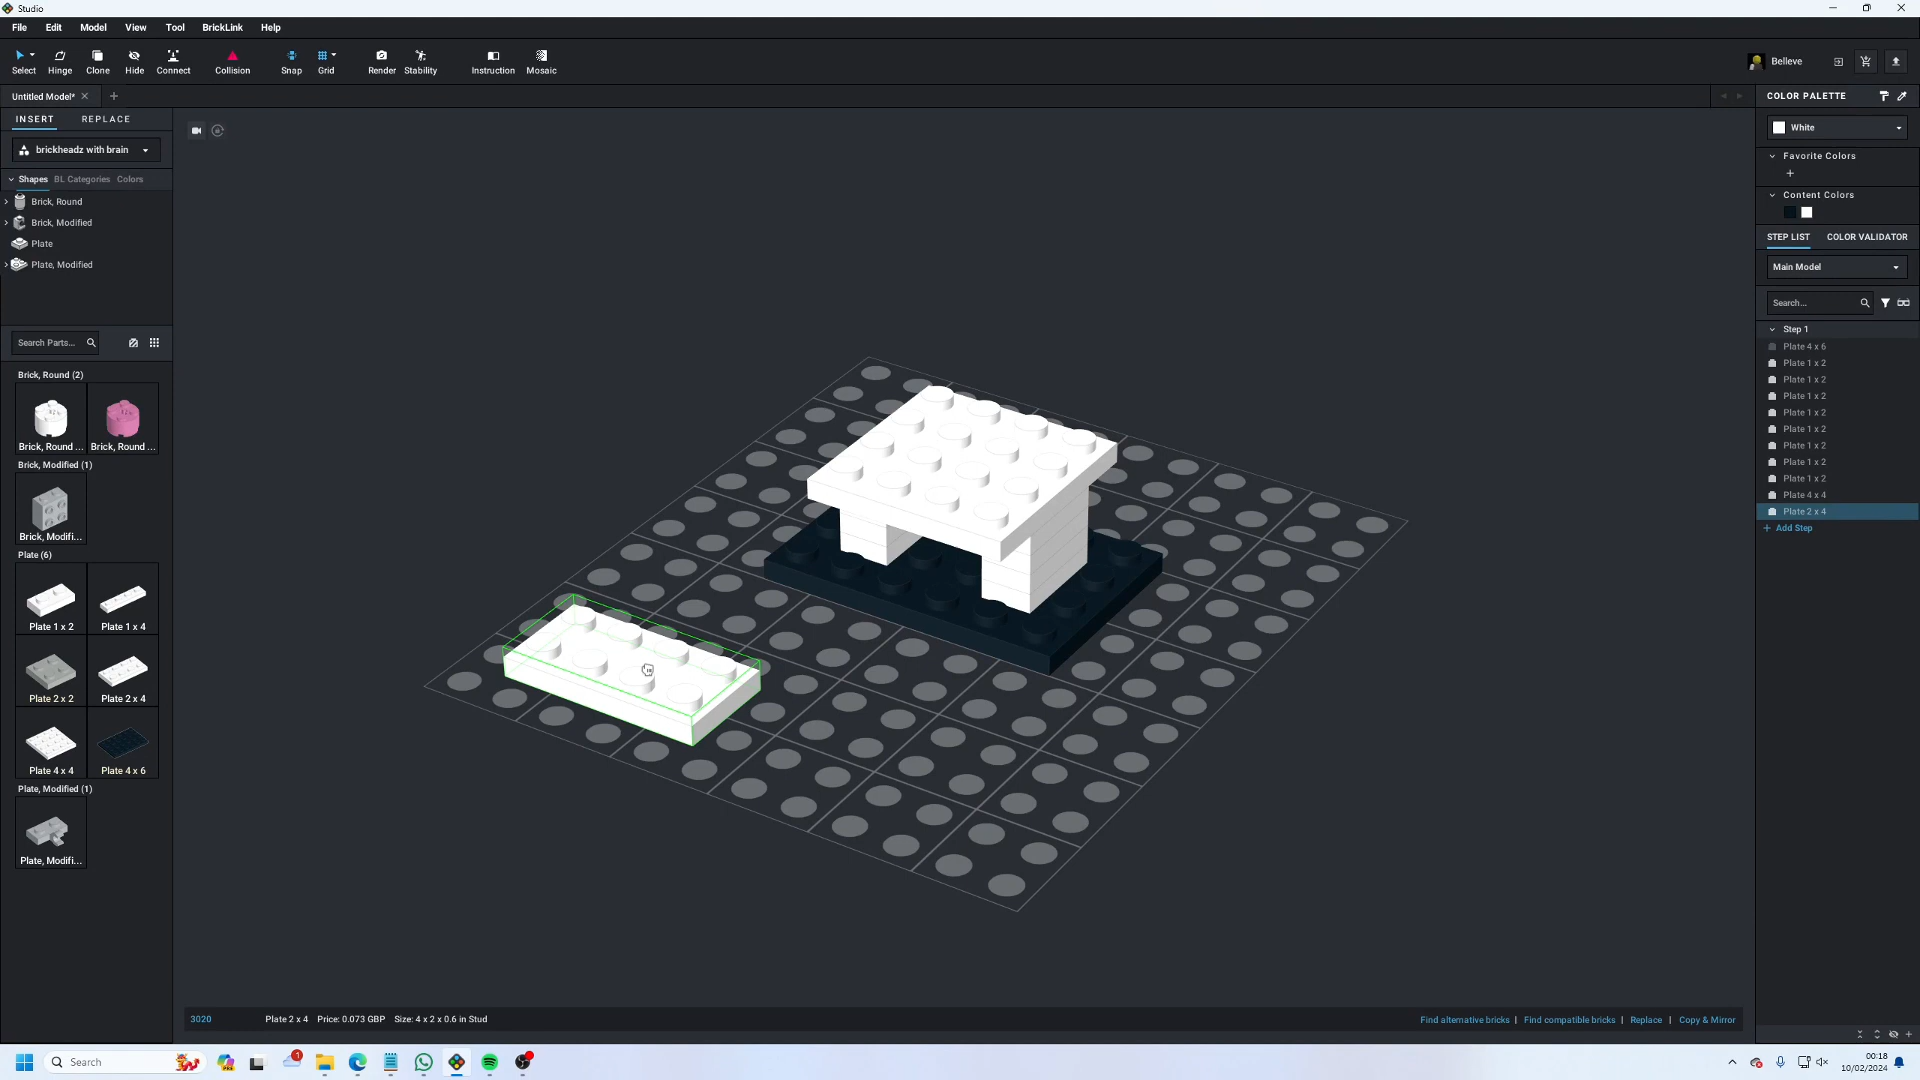 Studio
File Edit Model View Tool BrickLink Help
Select Hinge Clone Hide Connect Collision Snap Grid Render Stability Instruction Mosaic
Belleve
Untitled Model*
INSERT REPLACE
brickheadz with brain
Shapes BL Categories Colors
Brick, Round
Brick, Modified
Plate
Plate, Modified
Search Parts...
Brick, Round (2)
Brick, Round ... Brick, Round ...
Brick, Modified (1)
Brick, Modifi...
Plate (6)
Plate 1 x 2 Plate 1 x 4
Plate 2 x 2 Plate 2 x 4
Plate 4 x 4 Plate 4 x 6
Plate, Modified (1)
Plate, Modifi...
3020 Plate 2 x 4 Price: 0.073 GBP Size: 4 x 2 x 0.6 in Stud
Find alternative bricks | Find compatible bricks | Replace | Copy & Mirror
COLOR PALETTE
White
Favorite Colors
Content Colors
STEP LIST COLOR VALIDATOR
Main Model
Search...
Step 1
Plate 4 x 6
Plate 1 x 2
Plate 1 x 2
Plate 1 x 2
Plate 1 x 2
Plate 1 x 2
Plate 1 x 2
Plate 1 x 2
Plate 1 x 2
Plate 4 x 4
Plate 2 x 4
+ Add Step
Search
PRE
1
00:18
10/02/2024